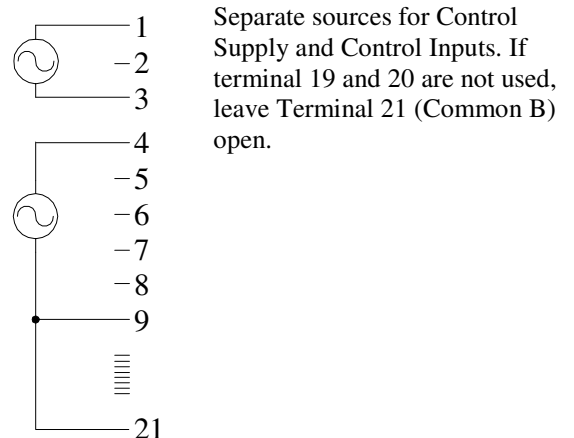 1
2
3
4
5
6
7
8
9
21
Separate sources for Control
Supply and Control Inputs. If
terminal 19 and 20 are not used,
leave Terminal 21 (Common B)
open.